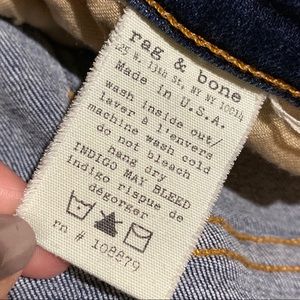 rag & bone
425 W. 13th St, NY NY 10014
Made in U.S.A.
wash inside out/
laver à l'envers
machine wash cold
do not bleach
hang dry
INDIGO MAY BLEED
indigo rispue de
dégorger
rn # 108879